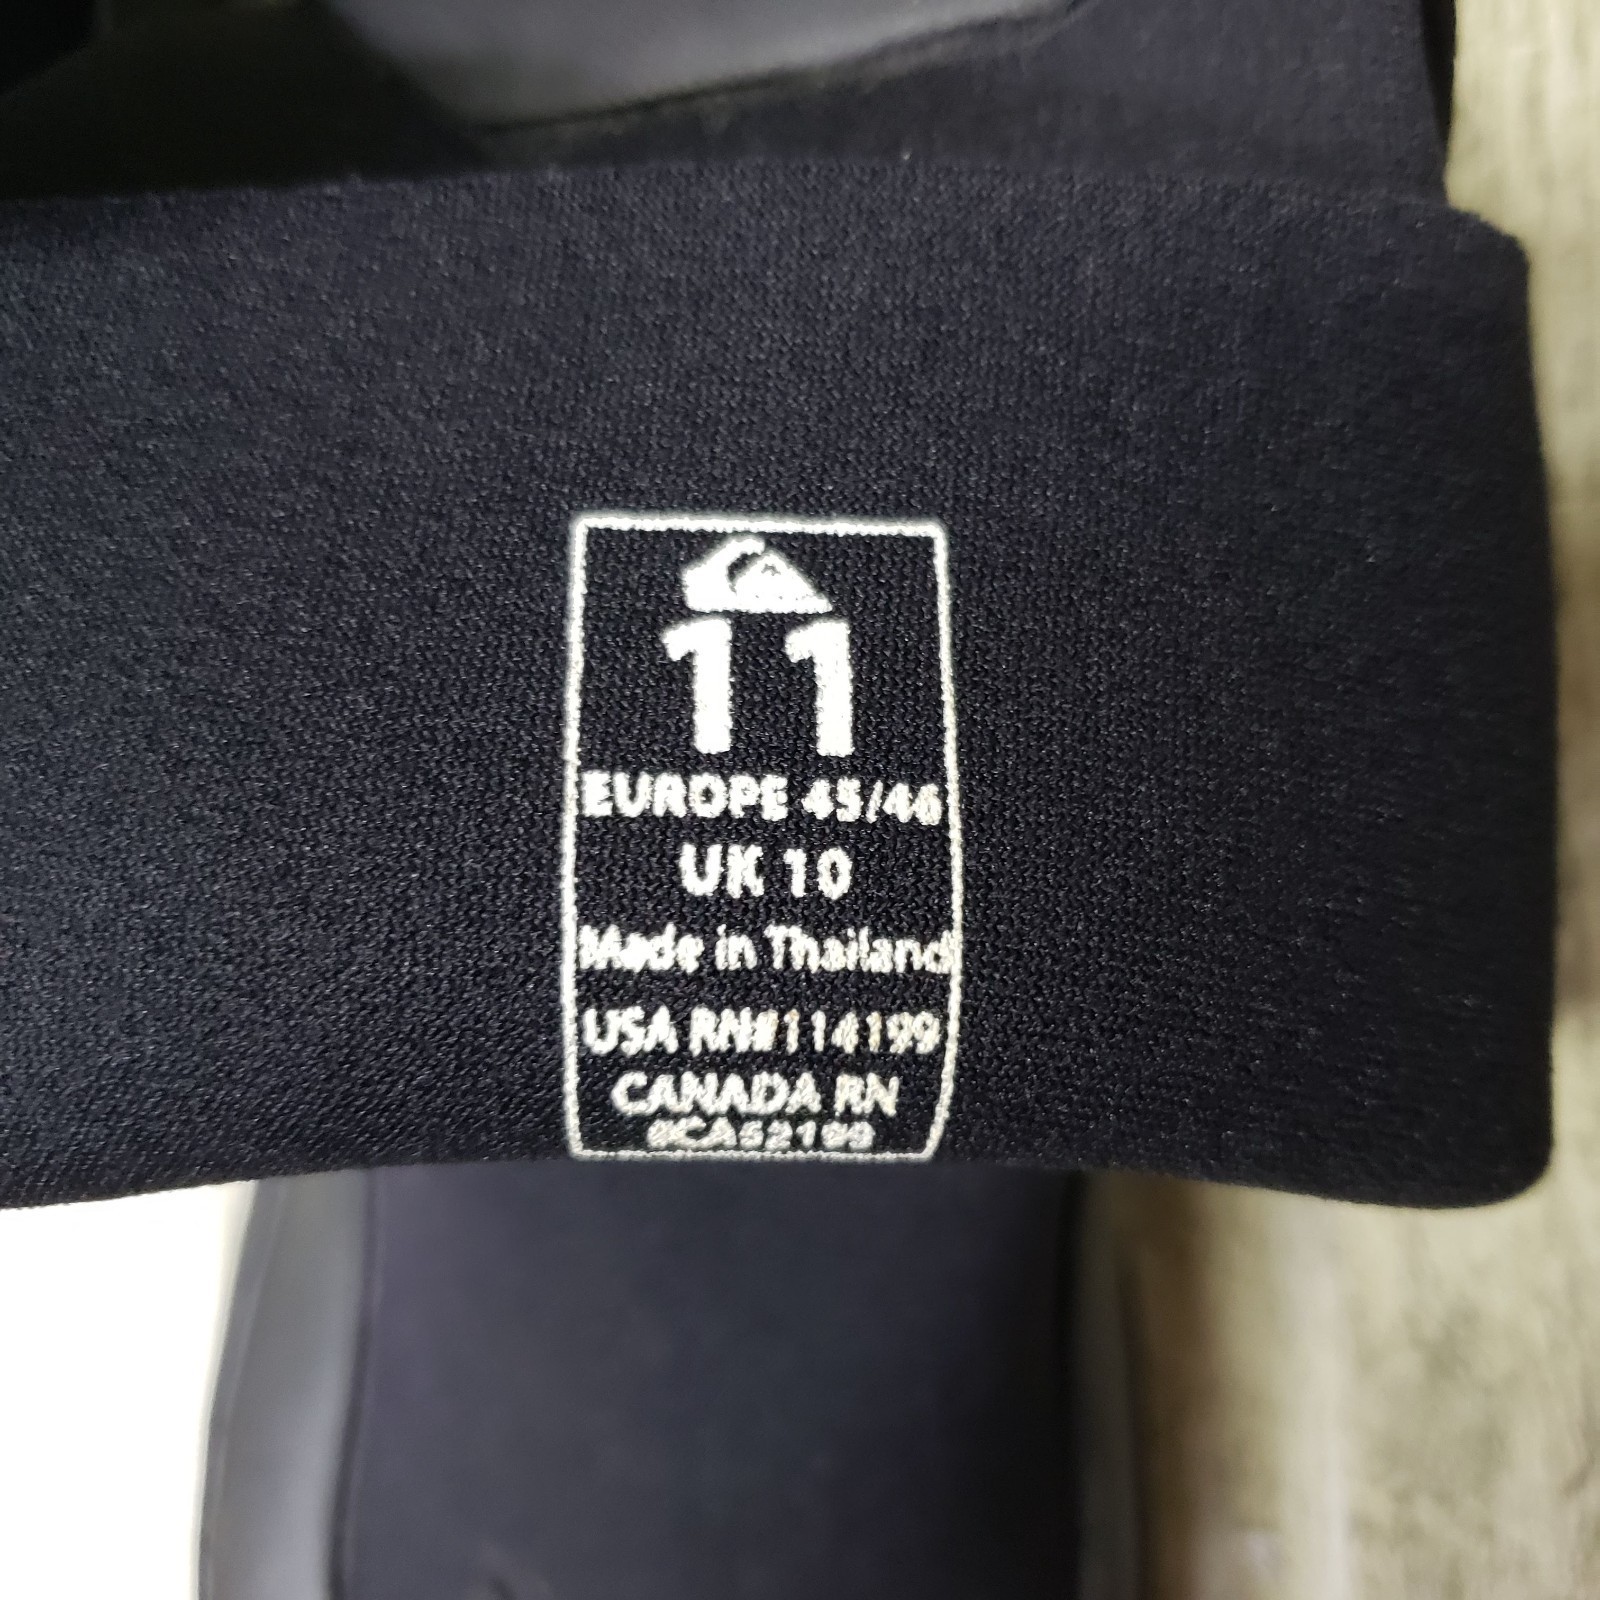 11
EUROPE 45/46
UK 10
Made in Thailand
USA RN#114199
CANADA RN
#CA52199